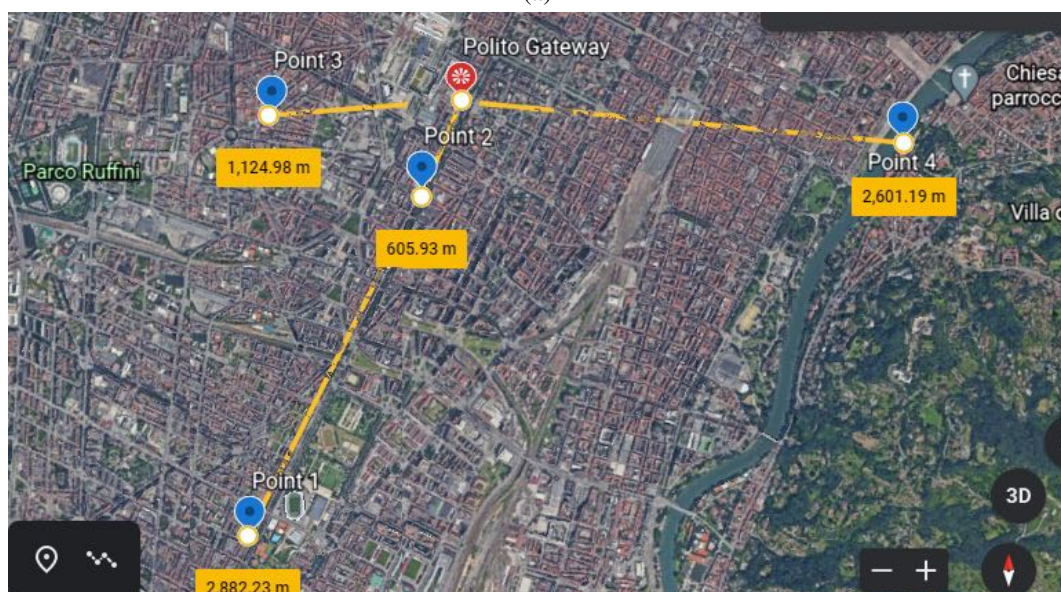 Point 3
Polito Gateway
Chiesa
parrocc
Point 2
1,124.98 m
Parco Ruffini
Point 4
2,601.19 m
Villa
605.93 m
Point 1
3D
2,882.23 m